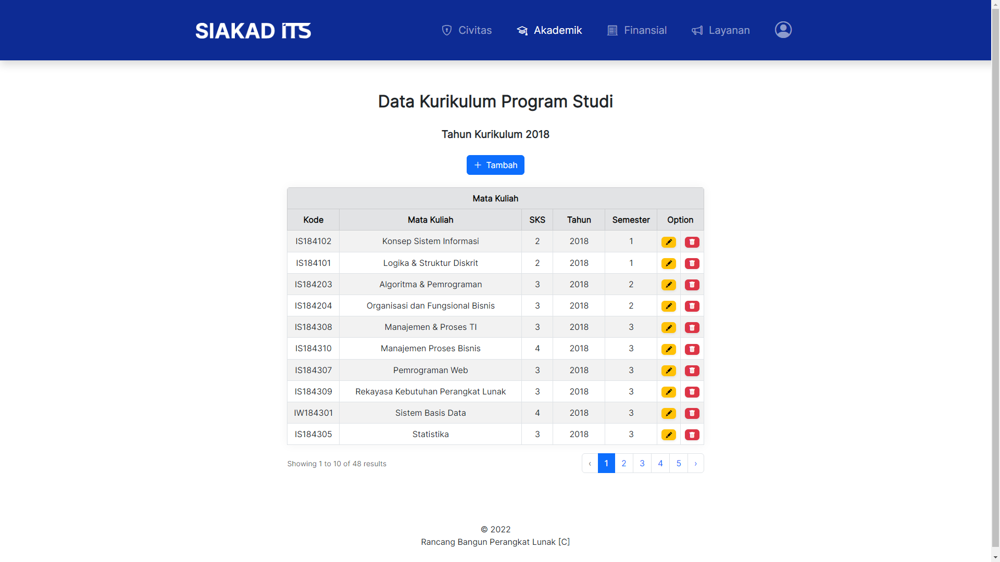 SIAKAD ITS Civitas Akademik Finansial Layanan
Data Kurikulum Program Studi
Tahun Kurikulum 2018
+ Tambah
Mata Kuliah
Kode Mata Kuliah SKS Tahun Semester Option
IS184102 Konsep Sistem Informasi 2 2018 1
IS184101 Logika & Struktur Diskrit 2 2018 1
IS184203 Algoritma & Pemrograman 3 2018 2
IS184204 Organisasi dan Fungsional Bisnis 3 2018 2
IS184308 Manajemen & Proses TI 3 2018 3
IS184310 Manajemen Proses Bisnis 4 2018 3
IS184307 Pemrograman Web 3 2018 3
IS184309 Rekayasa Kebutuhan Perangkat Lunak 3 2018 3
IW184301 Sistem Basis Data 4 2018 3
IS184305 Statistika 3 2018 3
Showing 1 to 10 of 48 results ‹ 1 2 3 4 5 ›
© 2022
Rancang Bangun Perangkat Lunak [C]